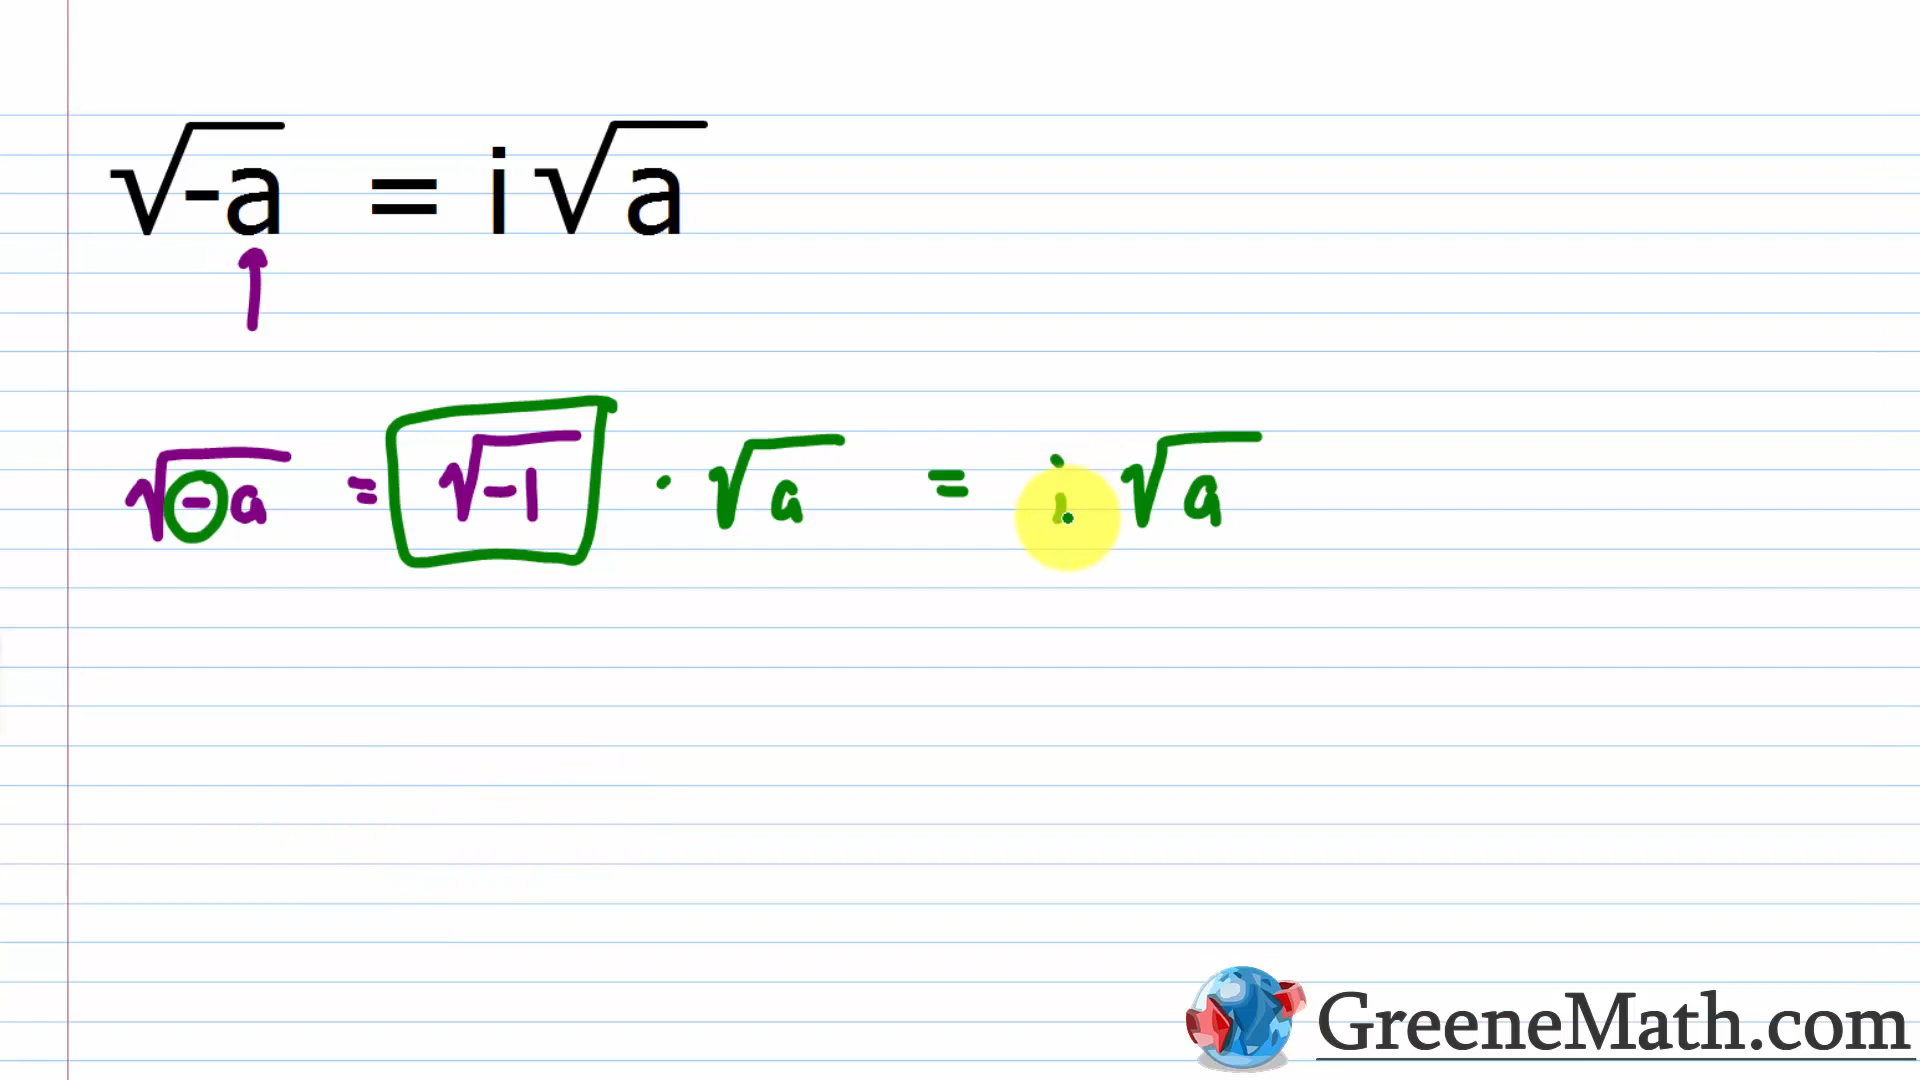 √-a = i √a
√-a = √-1 · √a = i √a
GreeneMath.com